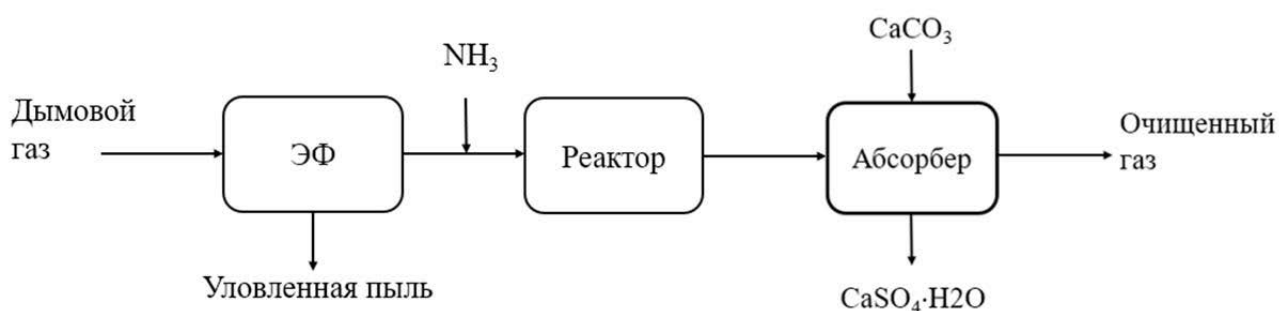 CaCO₃
NH₃
Дымовой
газ
ЭФ
Реактор
Абсорбер
Очищенный
газ
Уловленная пыль
CaSO₄·H2O